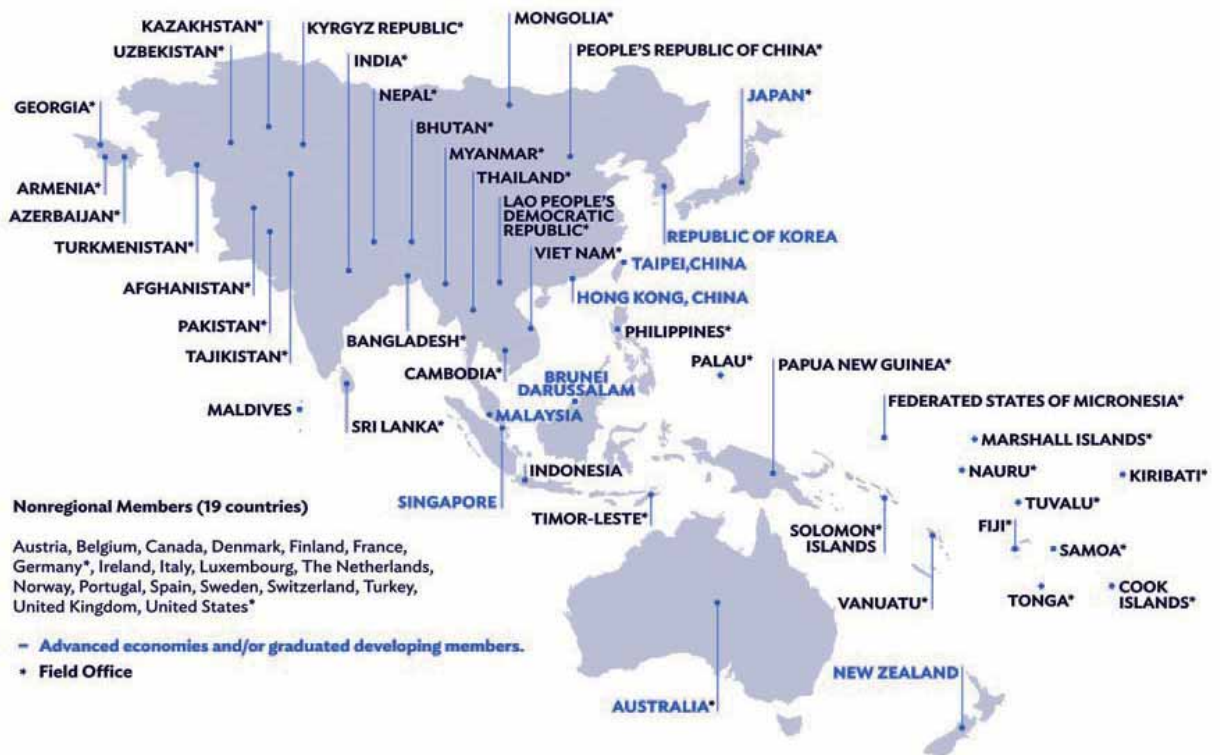 MONGOLIA*
KAZAKHSTAN*
KYRGYZ REPUBLIC*
PEOPLE'S REPUBLIC OF CHINA*
UZBEKISTAN*
INDIA*
NEPAL*
JAPAN*
GEORGIA*
BHUTAN*
MYANMAR*
THAILAND*
ARMENIA*
LAO PEOPLE'S
DEMOCRATIC
REPUBLIC*
AZERBAIJAN*
REPUBLIC OF KOREA
TURKMENISTAN*
VIET NAM*
TAIPEI,CHINA
AFGHANISTAN*
HONG KONG, CHINA
PAKISTAN*
PHILIPPINES*
BANGLADESH*
TAJIKISTAN*
PALAU*
PAPUA NEW GUINEA*
CAMBODIA*
BRUNEI
DARUSSALAM
FEDERATED STATES OF MICRONESIA*
MALDIVES
MALAYSIA
SRI LANKA*
MARSHALL ISLANDS*
INDONESIA
NAURU*
KIRIBATI*
SINGAPORE
TUVALU*
TIMOR-LESTE*
SOLOMON*
ISLANDS
FIJI*
SAMOA*
VANUATU*
TONGA*
COOK
ISLANDS*
Nonregional Members (19 countries)
Austria, Belgium, Canada, Denmark, Finland, France,
Germany*, Ireland, Italy, Luxembourg, The Netherlands,
Norway, Portugal, Spain, Sweden, Switzerland, Turkey,
United Kingdom, United States*
– Advanced economies and/or graduated developing members.
* Field Office
NEW ZEALAND
AUSTRALIA*